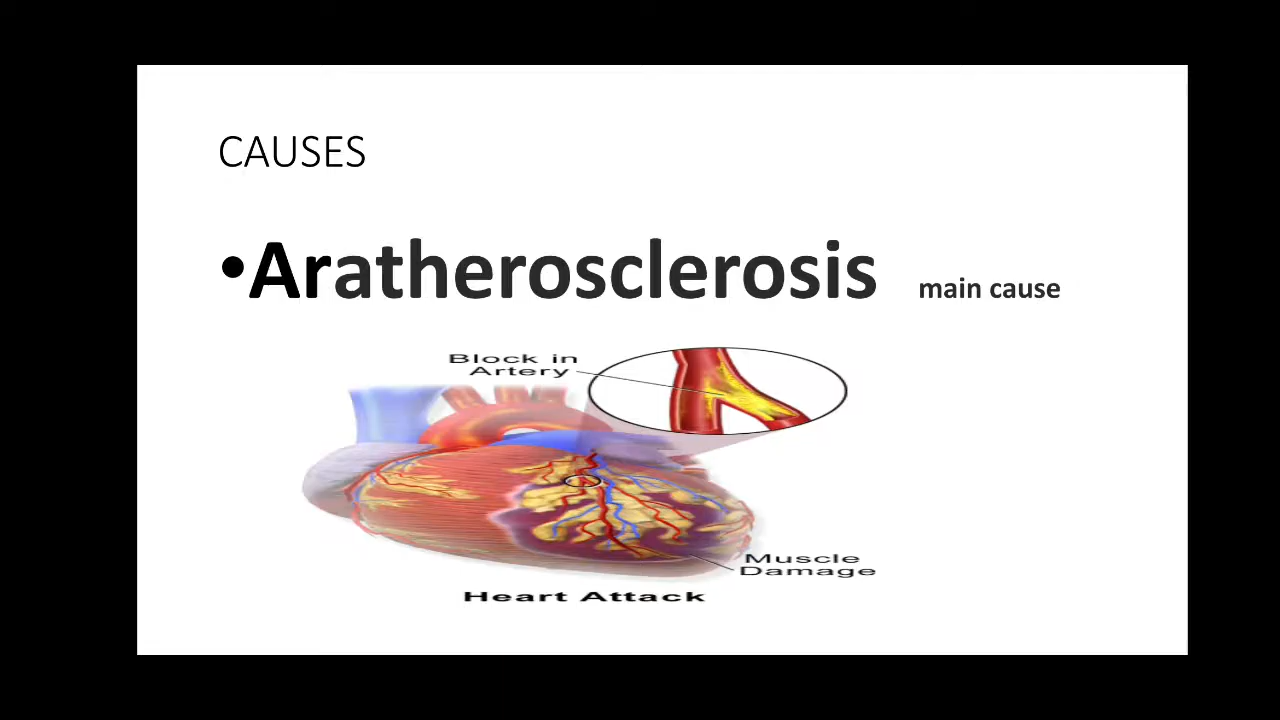 CAUSES
•Aratherosclerosis main cause
Block in
Artery
Muscle
Damage
Heart Attack